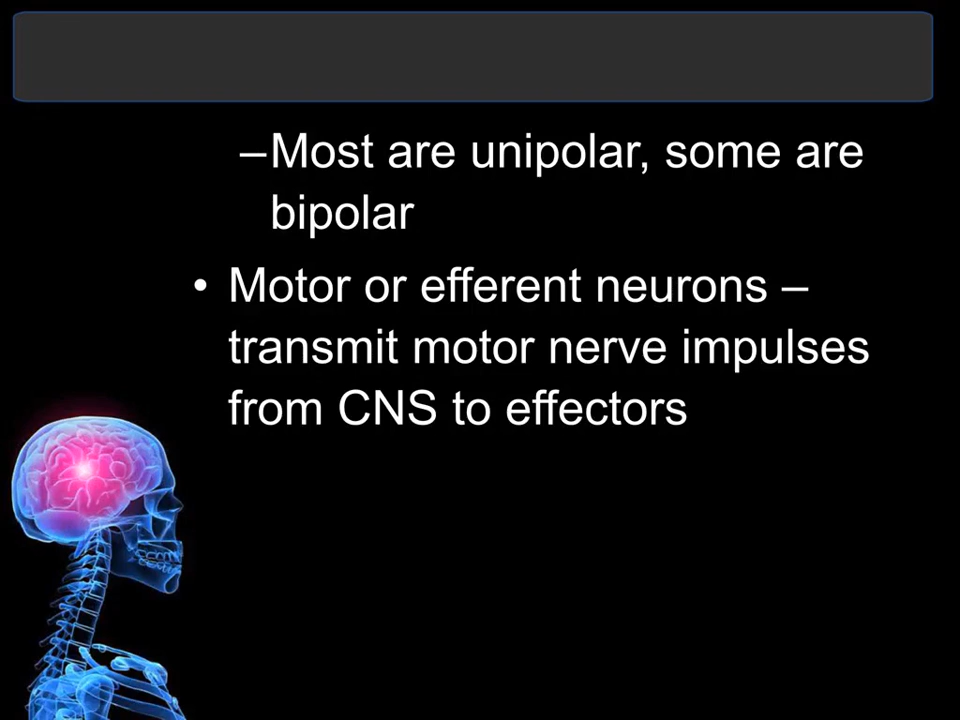 –Most are unipolar, some are
bipolar
• Motor or efferent neurons –
transmit motor nerve impulses
from CNS to effectors